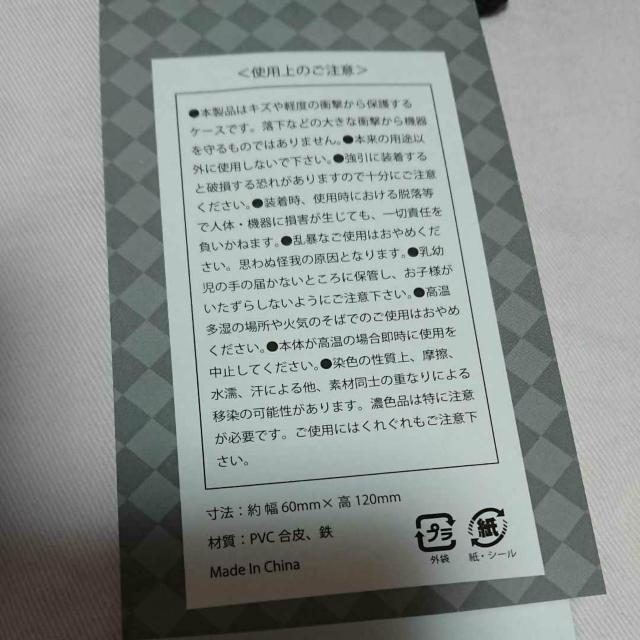 ＜使用上のご注意＞
●本製品はキズや軽度の衝撃から保護する
ケースです。落下などの大きな衝撃から機器
を守るものではありません。●本来の用途以
外に使用しないで下さい。●強引に装着する
と破損する恐れがありますので十分にご注意
ください。●装着時、使用時における脱落等
で人体・機器に損害が生じても、一切責任を
負いかねます。●乱暴なご使用はおやめくだ
さい。思わぬ怪我の原因となります。●乳幼
児の手の届かないところに保管し、お子様が
いたずらしないようにご注意下さい。●高温
多湿の場所や火気のそばでのご使用はおやめ
ください。●本体が高温の場合即時に使用を
中止してください。●染色の性質上、摩擦、
水濡、汗による他、素材同士の重なりによる
移染の可能性があります。濃色品は特に注意
が必要です。ご使用にはくれぐれもご注意下
さい。
寸法：約 幅 60mm× 高 120mm
材質：PVC 合皮、鉄
Made In China
プラ
外袋
紙
紙・シール